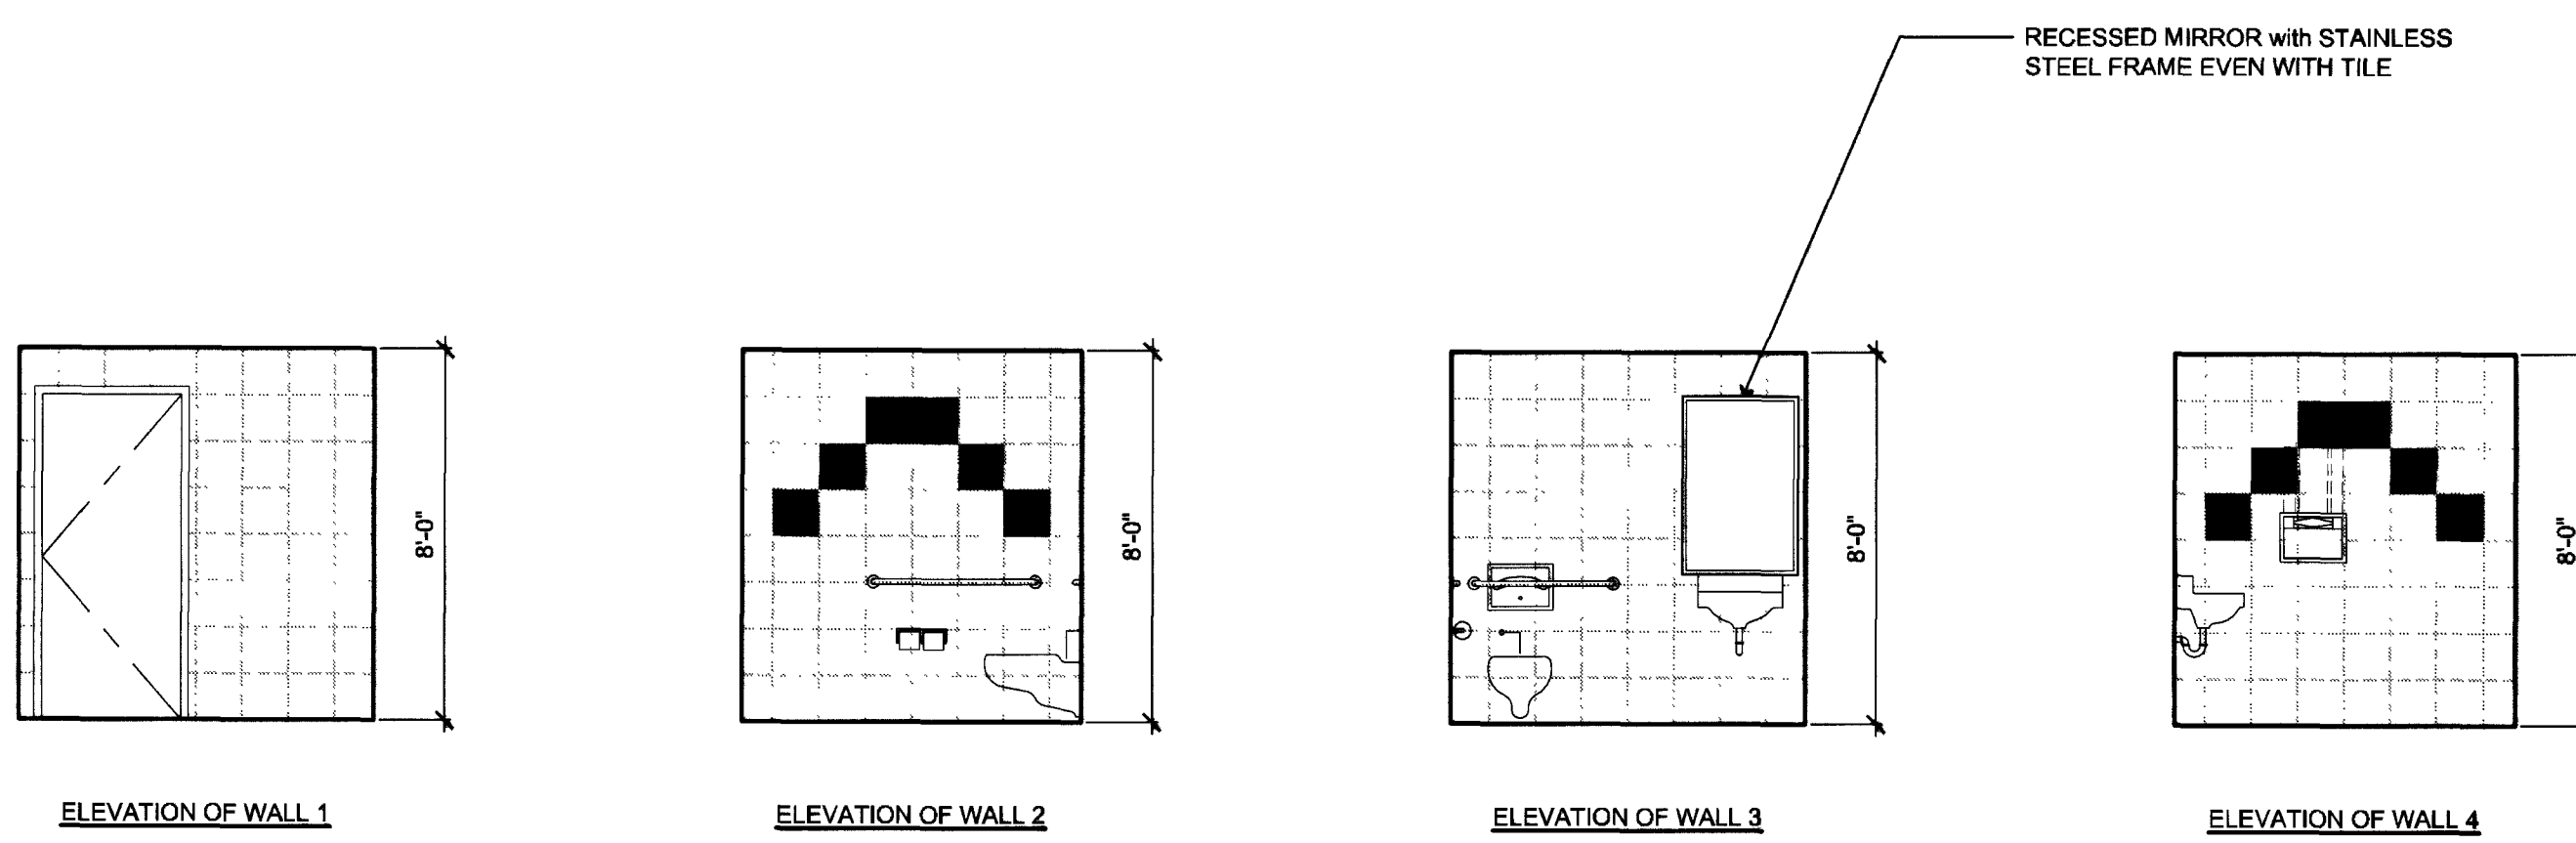 RECESSED MIRROR with STAINLESS
STEEL FRAME EVEN WITH TILE
8'-0"
8'-0"
8'-0"
8'-0"
ELEVATION OF WALL 1
ELEVATION OF WALL 2
ELEVATION OF WALL 3
ELEVATION OF WALL 4